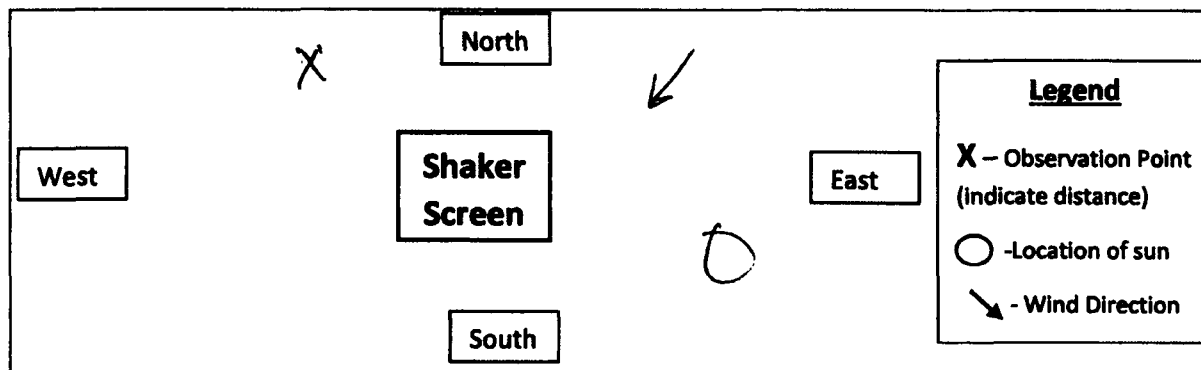 North
X
West
Shaker
Screen
East
South
Legend
X – Observation Point
(indicate distance)
-Location of sun
- Wind Direction